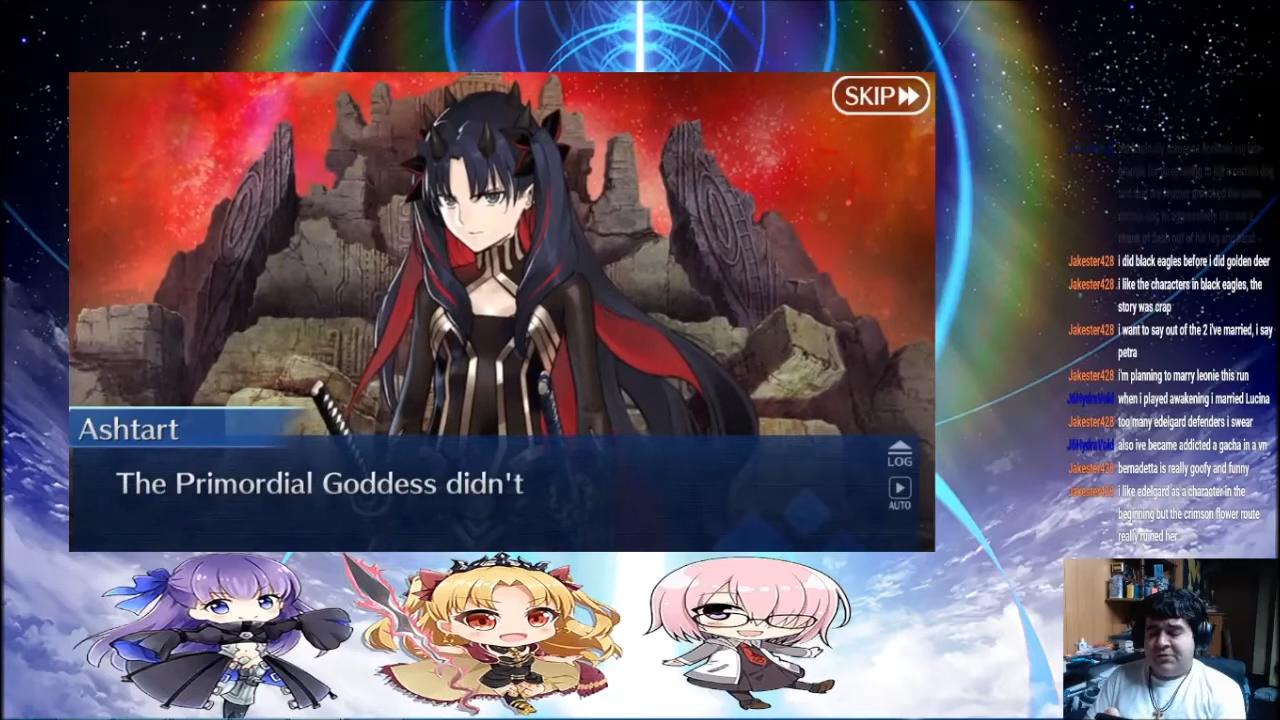 SKIP
Ashtart
The Primordial Goddess didn't
LOG
AUTO
Jakester428 i did black eagles before i did golden deer
Jakester428 i like the characters in black eagles, the
story was crap
Jakester428 i want to say out of the 2 i've married, i say
petra
Jakester428 i'm planning to marry leonie this run
when i played awakening i married Lucina
Jakester428 too many edelgard defenders i swear
also ive became addicted a gacha in a vn
Jakester428 bernadetta is really goofy and funny
Jakester428 i like edelgard as a character in the
beginning but the crimson flower route
really ruined her